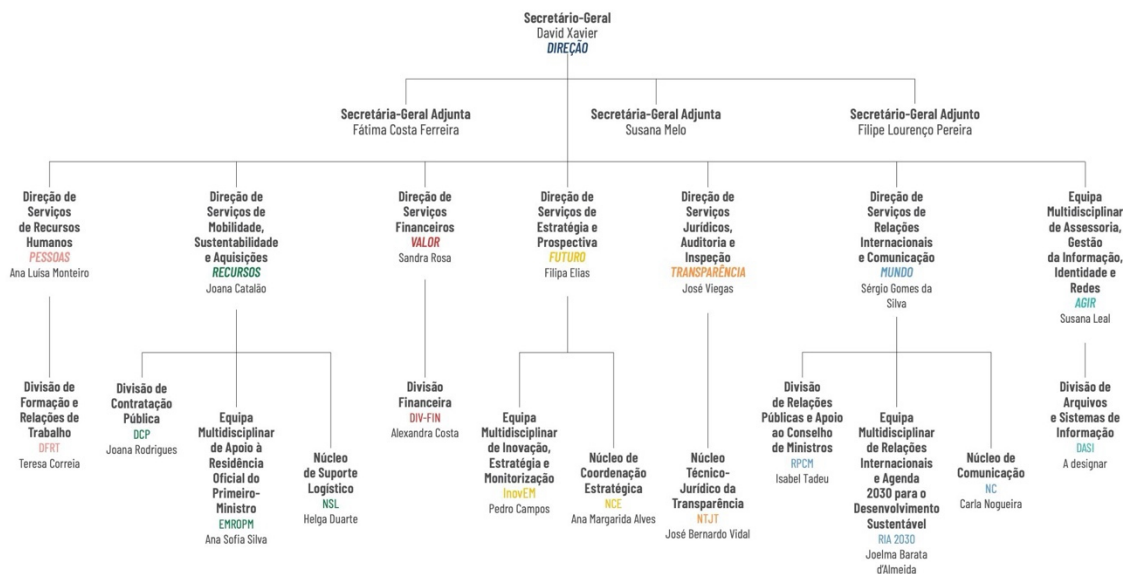 Secretário-Geral
David Xavier
DIREÇÃO
Secretária-Geral Adjunta
Fátima Costa Ferreira
Secretária-Geral Adjunta
Susana Melo
Secretário-Geral Adjunto
Filipe Lourenço Pereira
Direção de
Serviços
de Recursos
Humanos
PESSOAS
Ana Luísa Monteiro
Direção de
Serviços de
Mobilidade,
Sustentabilidade
e Aquisições
RECURSOS
Joana Catalão
Direção de
Serviços
Financeiros
VALOR
Sandra Rosa
Direção de
Serviços de
Estratégia e
Prospectiva
FUTURO
Filipa Elias
Direção de
Serviços
Jurídicos,
Auditoria e
Inspeção
TRANSPARÊNCIA
José Viegas
Direção de
Serviços de
Relações
Internacionais
e Comunicação
MUNDO
Sérgio Gomes da
Silva
Equipa
Multidisciplinar
de Assessoria,
Gestão
da Informação,
Identidade e
Redes
AGIR
Susana Leal
Divisão de
Formação e
Relações de
Trabalho
DFRT
Teresa Correia
Divisão de
Contratação
Pública
DCP
Joana Rodrigues
Equipa
Multidisciplinar
de Apoio à
Residência
Oficial do
Primeiro-
Ministro
EMROPM
Ana Sofia Silva
Núcleo
de Suporte
Logístico
NSL
Helga Duarte
Divisão
Financeira
DIV-FIN
Alexandra Costa
Equipa
Multidisciplinar
de Inovação,
Estratégia e
Monitorização
InovEM
Pedro Campos
Núcleo de
Coordenação
Estratégica
NCE
Ana Margarida Alves
Núcleo
Técnico-
Jurídico da
Transparência
NTJT
José Bernardo Vidal
Divisão
de Relações
Públicas e Apoio
ao Conselho
de Ministros
RPCM
Isabel Tadeu
Equipa
Multidisciplinar
de Relações
Internacionais
e Agenda
2030 para o
Desenvolvimento
Sustentável
RIA 2030
Joelma Barata
d'Almeida
Núcleo de
Comunicação
NC
Carla Nogueira
Divisão de
Arquivos
e Sistemas de
Informação
DASI
A designar